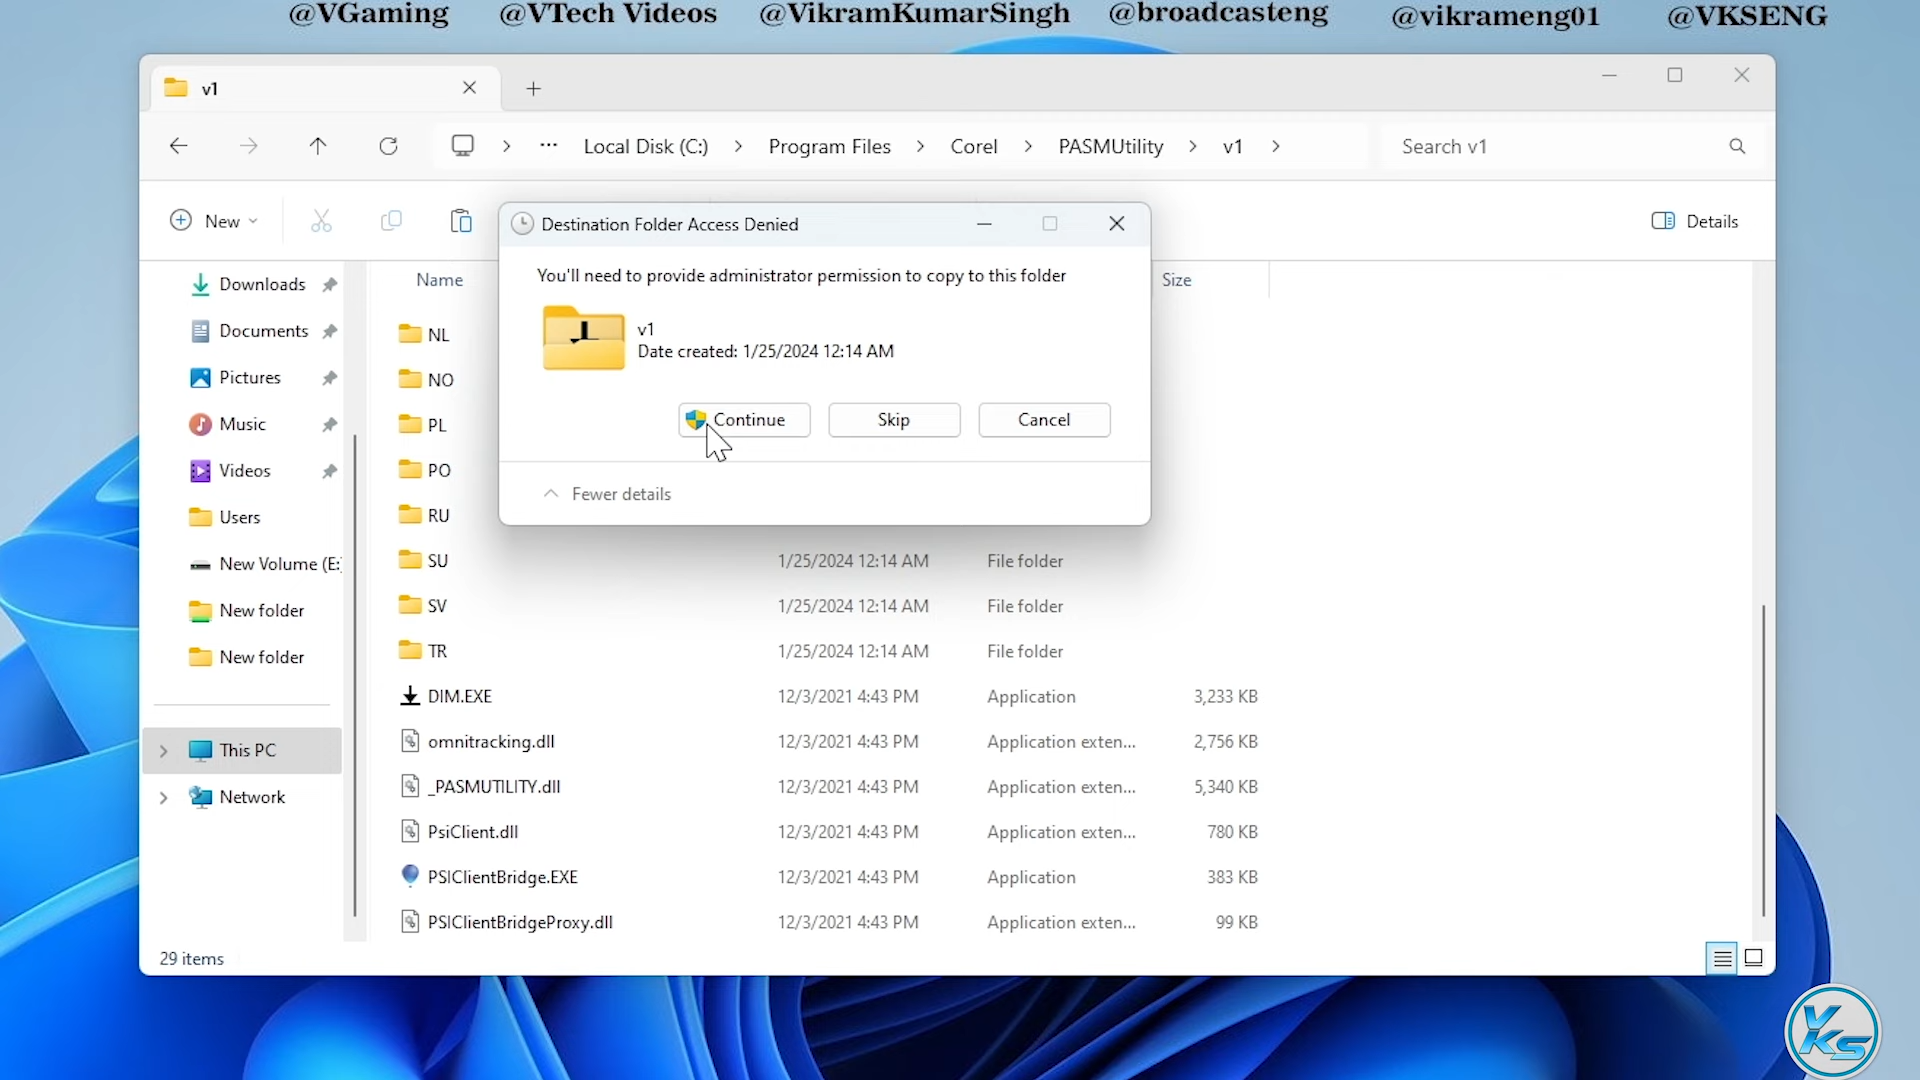 @VGaming @VTech Videos @VikramKumarSingh @broadcasteng @vikrameng01 @VKSENG
v1
Local Disk (C:) > Program Files > Corel > PASMUtility > v1 >
Search v1
New
Details
Destination Folder Access Denied
You'll need to provide administrator permission to copy to this folder
v1
Date created: 1/25/2024 12:14 AM
Continue Skip Cancel
Fewer details
Downloads
Documents
Pictures
Music
Videos
Users
New Volume (E:
New folder
New folder
This PC
Network
Name Size
NL
NO
PL
PO
RU
SU 1/25/2024 12:14 AM File folder
SV 1/25/2024 12:14 AM File folder
TR 1/25/2024 12:14 AM File folder
DIM.EXE 12/3/2021 4:43 PM Application 3,233 KB
omnitracking.dll 12/3/2021 4:43 PM Application exten... 2,756 KB
_PASMUTILITY.dll 12/3/2021 4:43 PM Application exten... 5,340 KB
PsiClient.dll 12/3/2021 4:43 PM Application exten... 780 KB
PSIClientBridge.EXE 12/3/2021 4:43 PM Application 383 KB
PSIClientBridgeProxy.dll 12/3/2021 4:43 PM Application exten... 99 KB
29 items
VKS